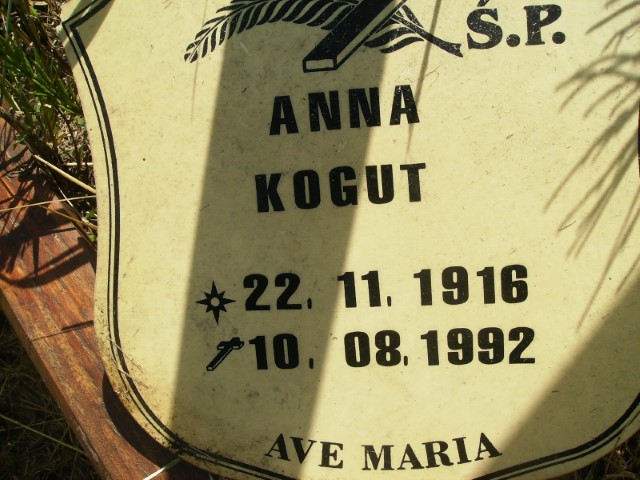 Ś.P.
ANNA
KOGUT
22. 11. 1916
10. 08. 1992
AVE MARIA